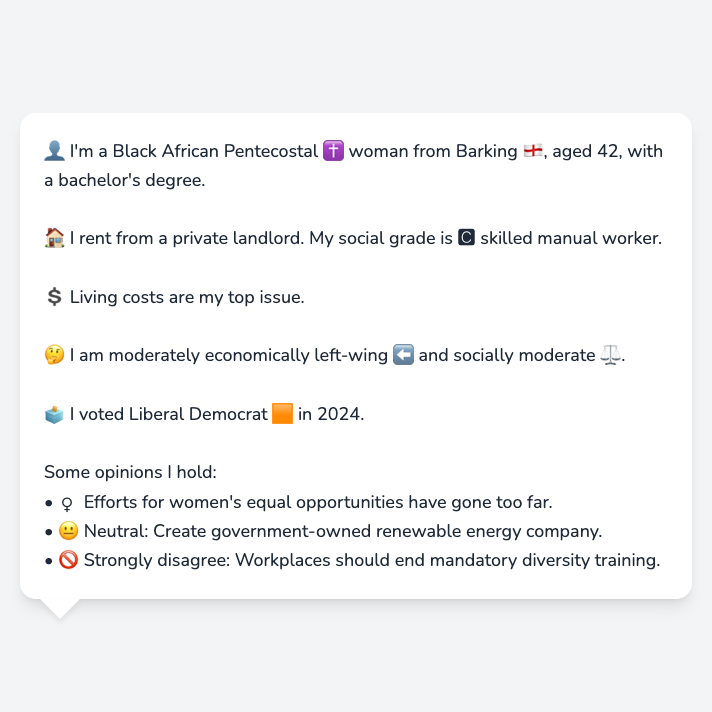 👤 I'm a Black African Pentecostal ✝️ woman from Barking 🏴󠁧󠁢󠁥󠁮󠁧󠁿, aged 42, with
a bachelor's degree.
🏠 I rent from a private landlord. My social grade is 🅲 skilled manual worker.
💲 Living costs are my top issue.
🤔 I am moderately economically left-wing ⬅️ and socially moderate ⚖️.
🗳️ I voted Liberal Democrat 🟧 in 2024.
Some opinions I hold:
• ♀ Efforts for women's equal opportunities have gone too far.
• 😐 Neutral: Create government-owned renewable energy company.
• 🚫 Strongly disagree: Workplaces should end mandatory diversity training.